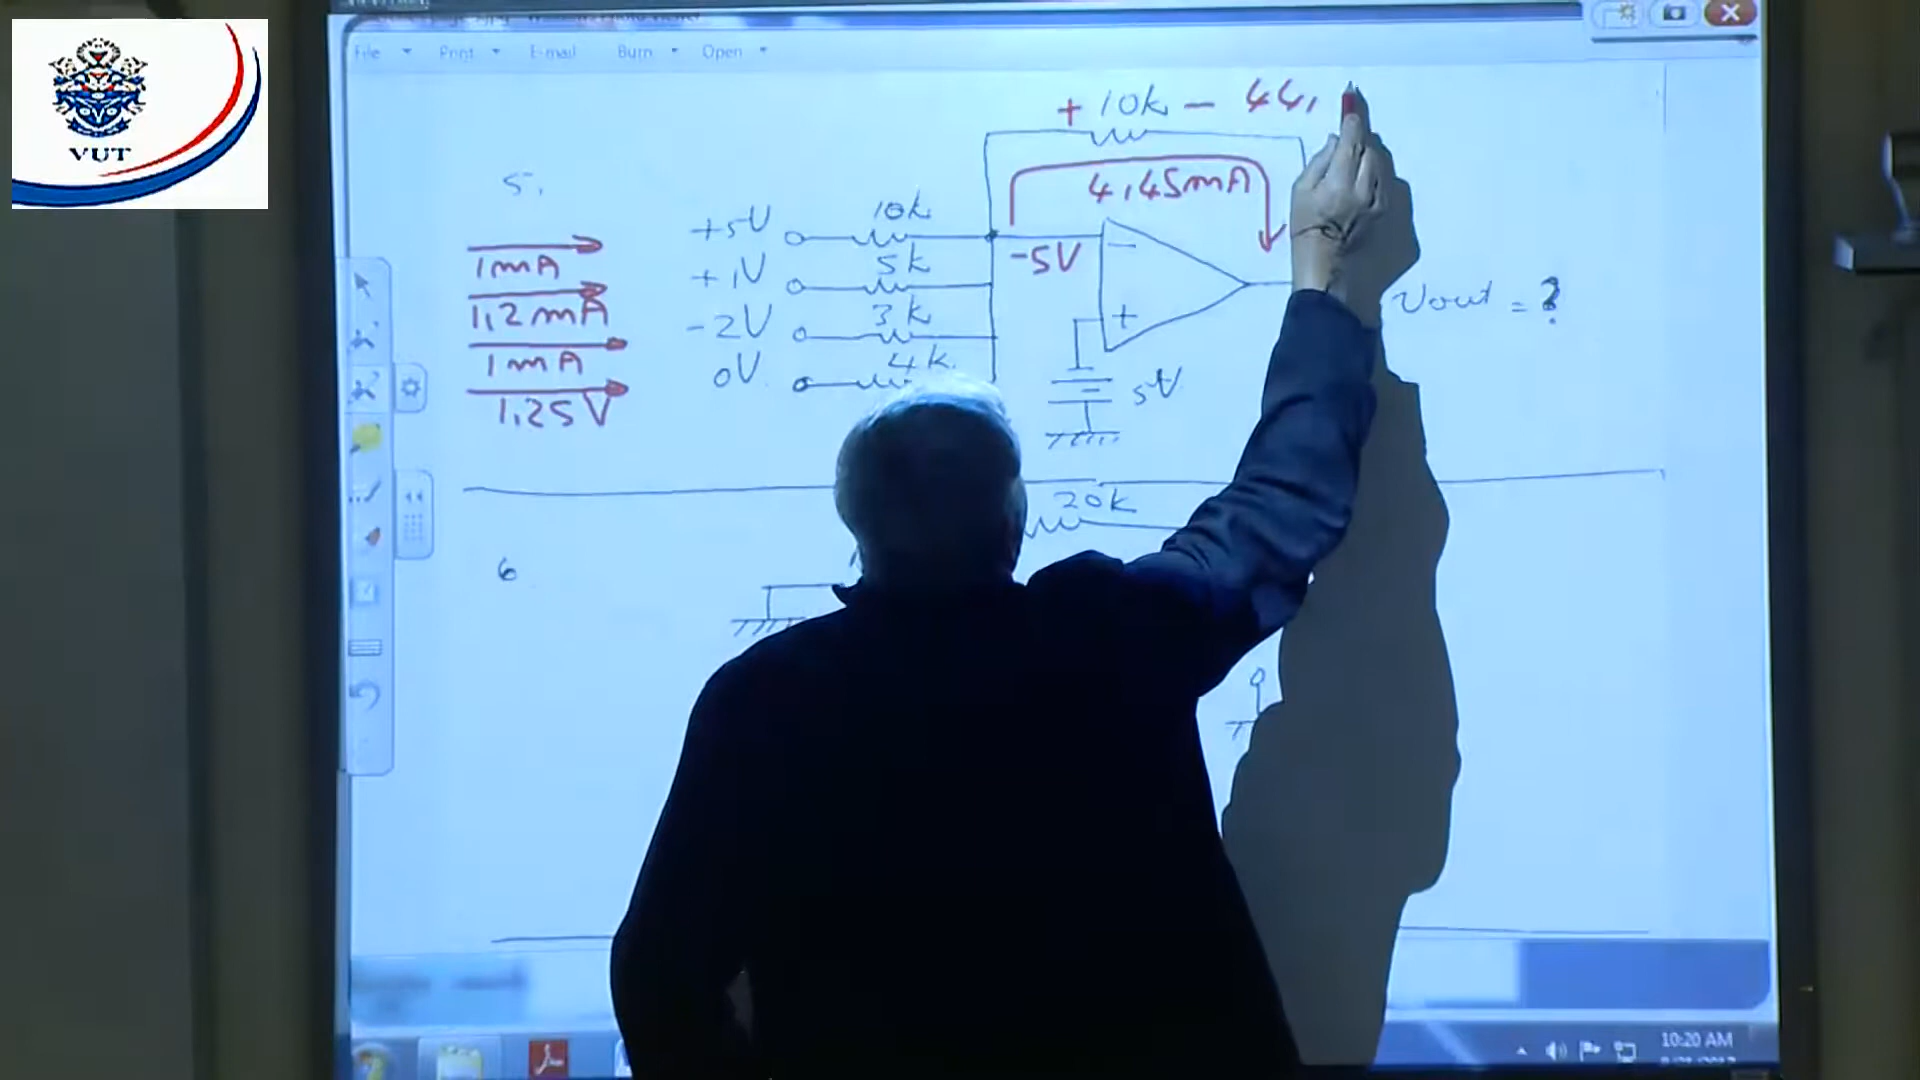 VUT
File Print E-mail Burn Open
+ 10k - 44,
5.
4,45mA
+5V 10k
-5V
1mA
+1V 5k
1,2mA
-2V 3k
+
Vout = ?
1mA
0V 4k
5V
1,25V
20k
6
10:20 AM